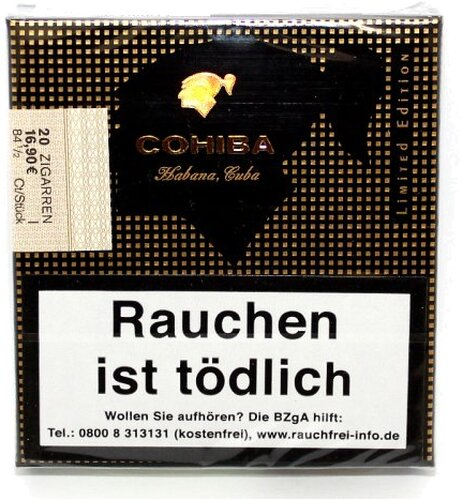 COHIBA
Habana, Cuba
LIMITED EDITION
20 ZIGARREN
16,90 €
84 1/2 Ct/Stück
Rauchen
ist tödlich
Wollen Sie aufhören? Die BZgA hilft:
Tel.: 0800 8 313131 (kostenfrei), www.rauchfrei-info.de